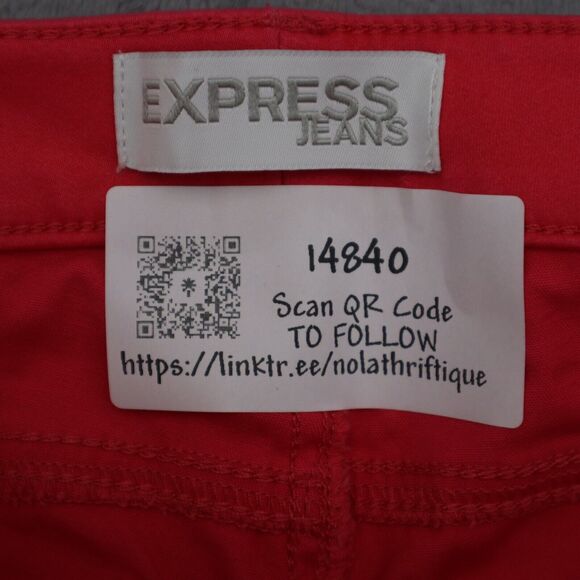 EXPRESS
JEANS
14840
Scan QR Code
TO FOLLOW
https://linktr.ee/nolathriftique